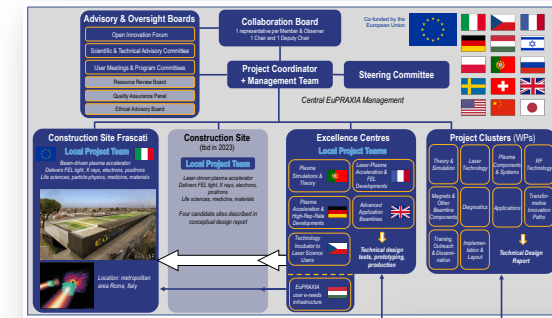 Advisory & Oversight Boards
Open Innovation Forum
Scientific & Technical Advisory Committee
User Meetings & Program Committees
Resource Review Board
Quality Assurance Panel
Ethical Advisory Board
Collaboration Board
1 representative per Member & Observer
1 Chair and 1 Deputy Chair
Co-funded by the
European Union
Project Coordinator
+ Management Team
Steering Committee
Central EuPRAXIA Management
Construction Site Frascati
Local Project Team
Beam-driven plasma accelerator
Delivers FEL light, X rays, electrons, positrons
Life sciences, particle physics, medicine, materials
Location: metropolitan
area Rome, Italy
Construction Site
(tbd in 2023)
Local Project Team
Laser-driven plasma accelerator
Delivers FEL light, X rays, electrons,
positrons
Life sciences, medicine, materials
Four candidate sites described in
conceptual design report
Excellence Centres
Local Project Teams
Plasma
Simulations &
Theory
Laser-Plasma
Acceleration &
FEL
Developments
Plasma
Acceleration &
High-Rep-Rate
Developments
Advanced
Application
Beamlines
Technology
Incubator to
Laser Science
Users
Technical design
tests, prototyping,
production
EuPRAXIA
user e-needs
infrastructure
Project Clusters (WPs)
Theory &
Simulation
Laser
Technology
Plasma
Components
& Systems
RF
Technology
Magnets &
Other
Beamline
Components
Diagnostics
Applications
Transfor-
mative
Innovation
Paths
Training,
Outreach
& Dissemi-
nation
Implemen-
tation &
Layout
Technical Design
Report